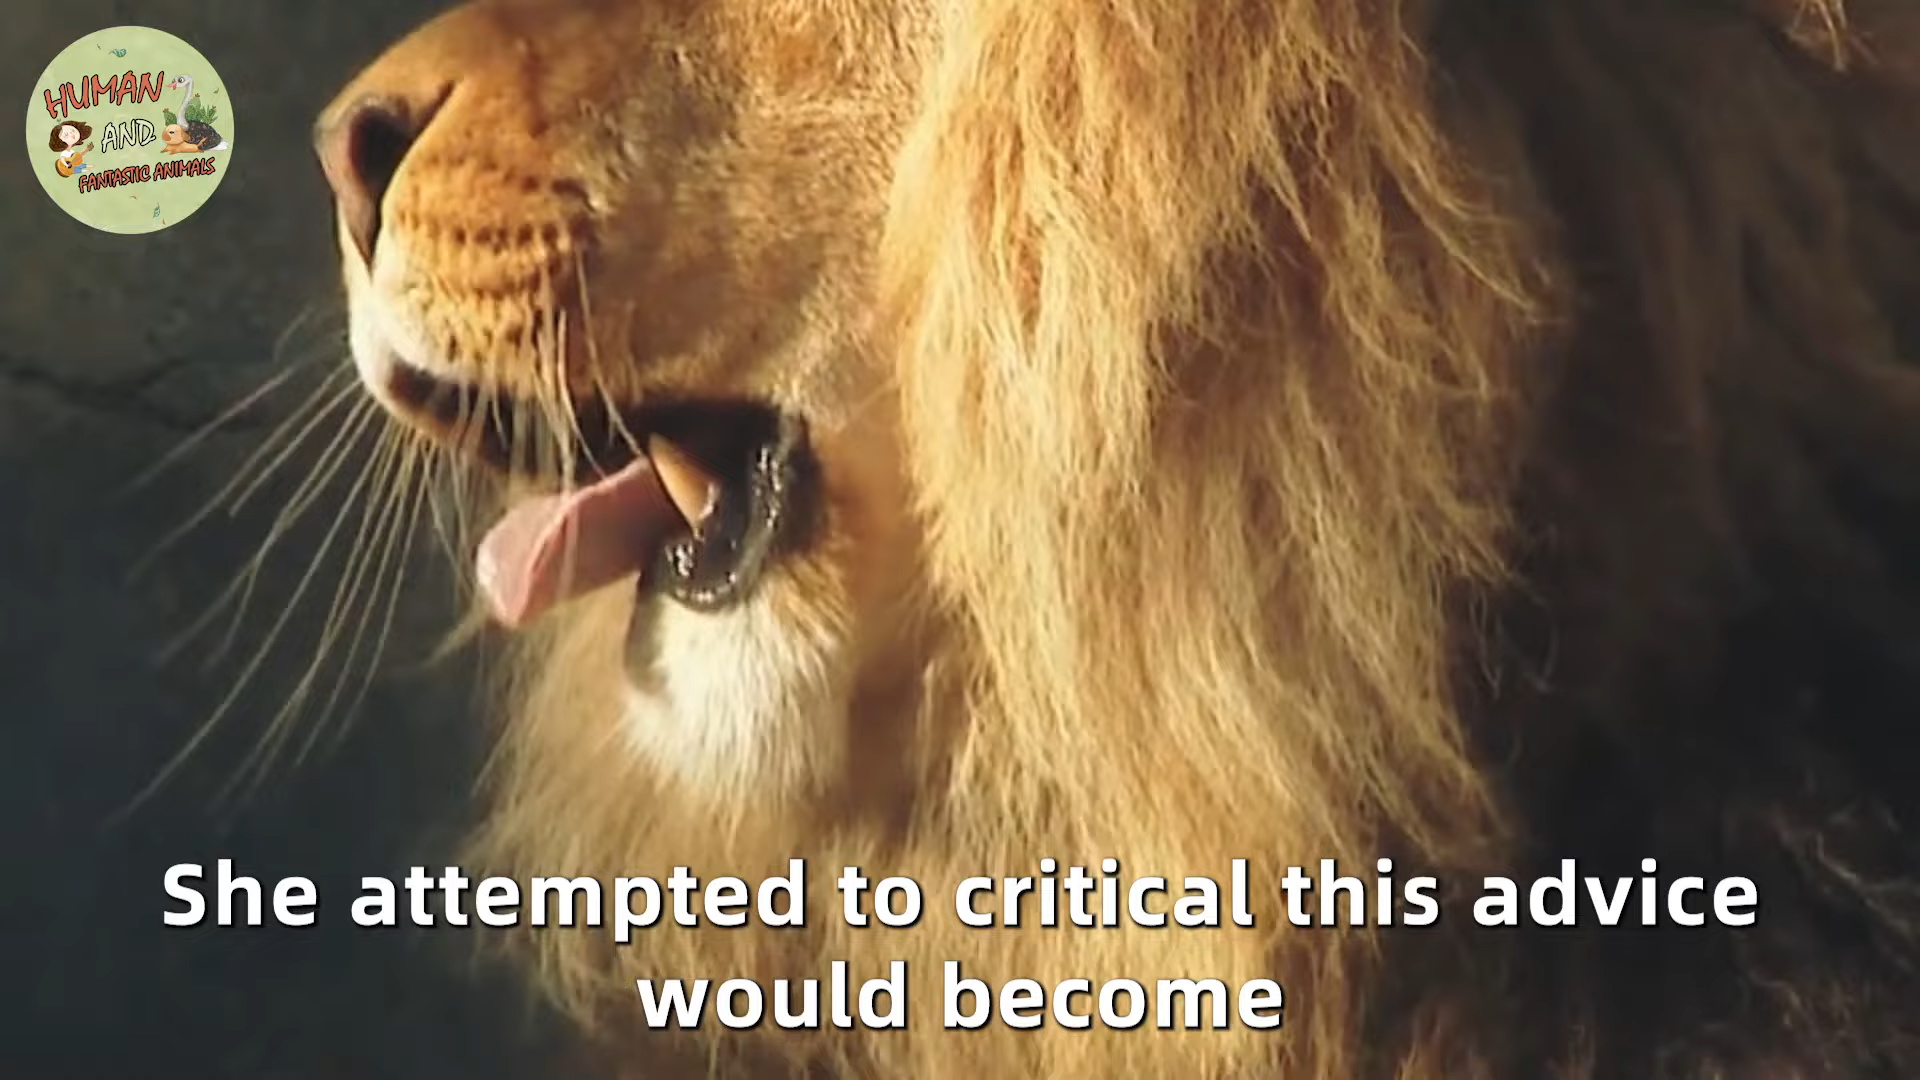 HUMAN
AND
FANTASTIC ANIMALS
She attempted to critical this advice
would become